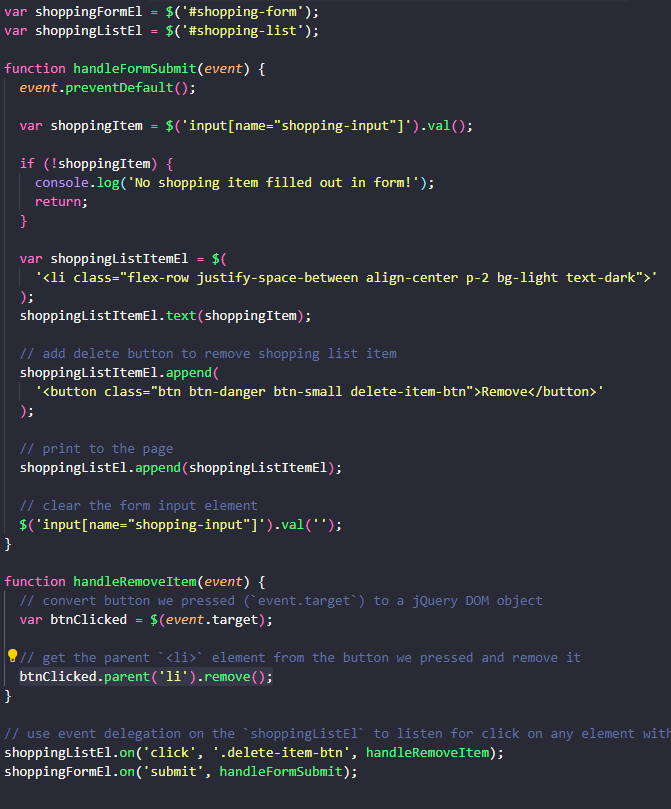 var shoppingFormEl = $('#shopping-form');
var shoppingListEl = $('#shopping-list');

function handleFormSubmit(event) {
  event.preventDefault();

  var shoppingItem = $('input[name="shopping-input"]').val();

  if (!shoppingItem) {
    console.log('No shopping item filled out in form!');
    return;
  }

  var shoppingListItemEl = $(
    '<li class="flex-row justify-space-between align-center p-2 bg-light text-dark">'
  );
  shoppingListItemEl.text(shoppingItem);

  // add delete button to remove shopping list item
  shoppingListItemEl.append(
    '<button class="btn btn-danger btn-small delete-item-btn">Remove</button>'
  );

  // print to the page
  shoppingListEl.append(shoppingListItemEl);

  // clear the form input element
  $('input[name="shopping-input"]').val('');
}

function handleRemoveItem(event) {
  // convert button we pressed (`event.target`) to a jQuery DOM object
  var btnClicked = $(event.target);

  // get the parent `<li>` element from the button we pressed and remove it
  btnClicked.parent('li').remove();
}

// use event delegation on the `shoppingListEl` to listen for click on any element with
shoppingListEl.on('click', '.delete-item-btn', handleRemoveItem);
shoppingFormEl.on('submit', handleFormSubmit);